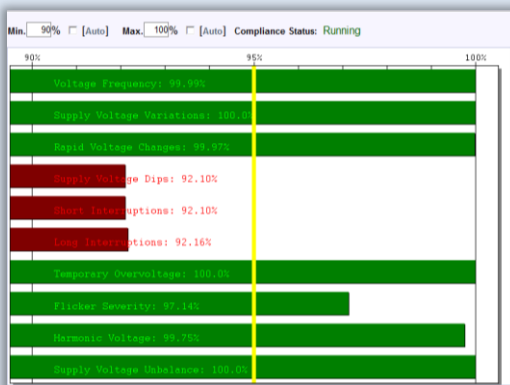 Min. 90% [Auto] Max. 100% [Auto] Compliance Status: Running
90% 95% 100%
Voltage Frequency: 99.99%
Supply Voltage Variations: 100.0%
Rapid Voltage Changes: 99.97%
Supply Voltage Dips: 92.10%
Short Interruptions: 92.10%
Long Interruptions: 92.16%
Temporary Overvoltage: 100.0%
Flicker Severity: 97.14%
Harmonic Voltage: 99.75%
Supply Voltage Unbalance: 100.0%